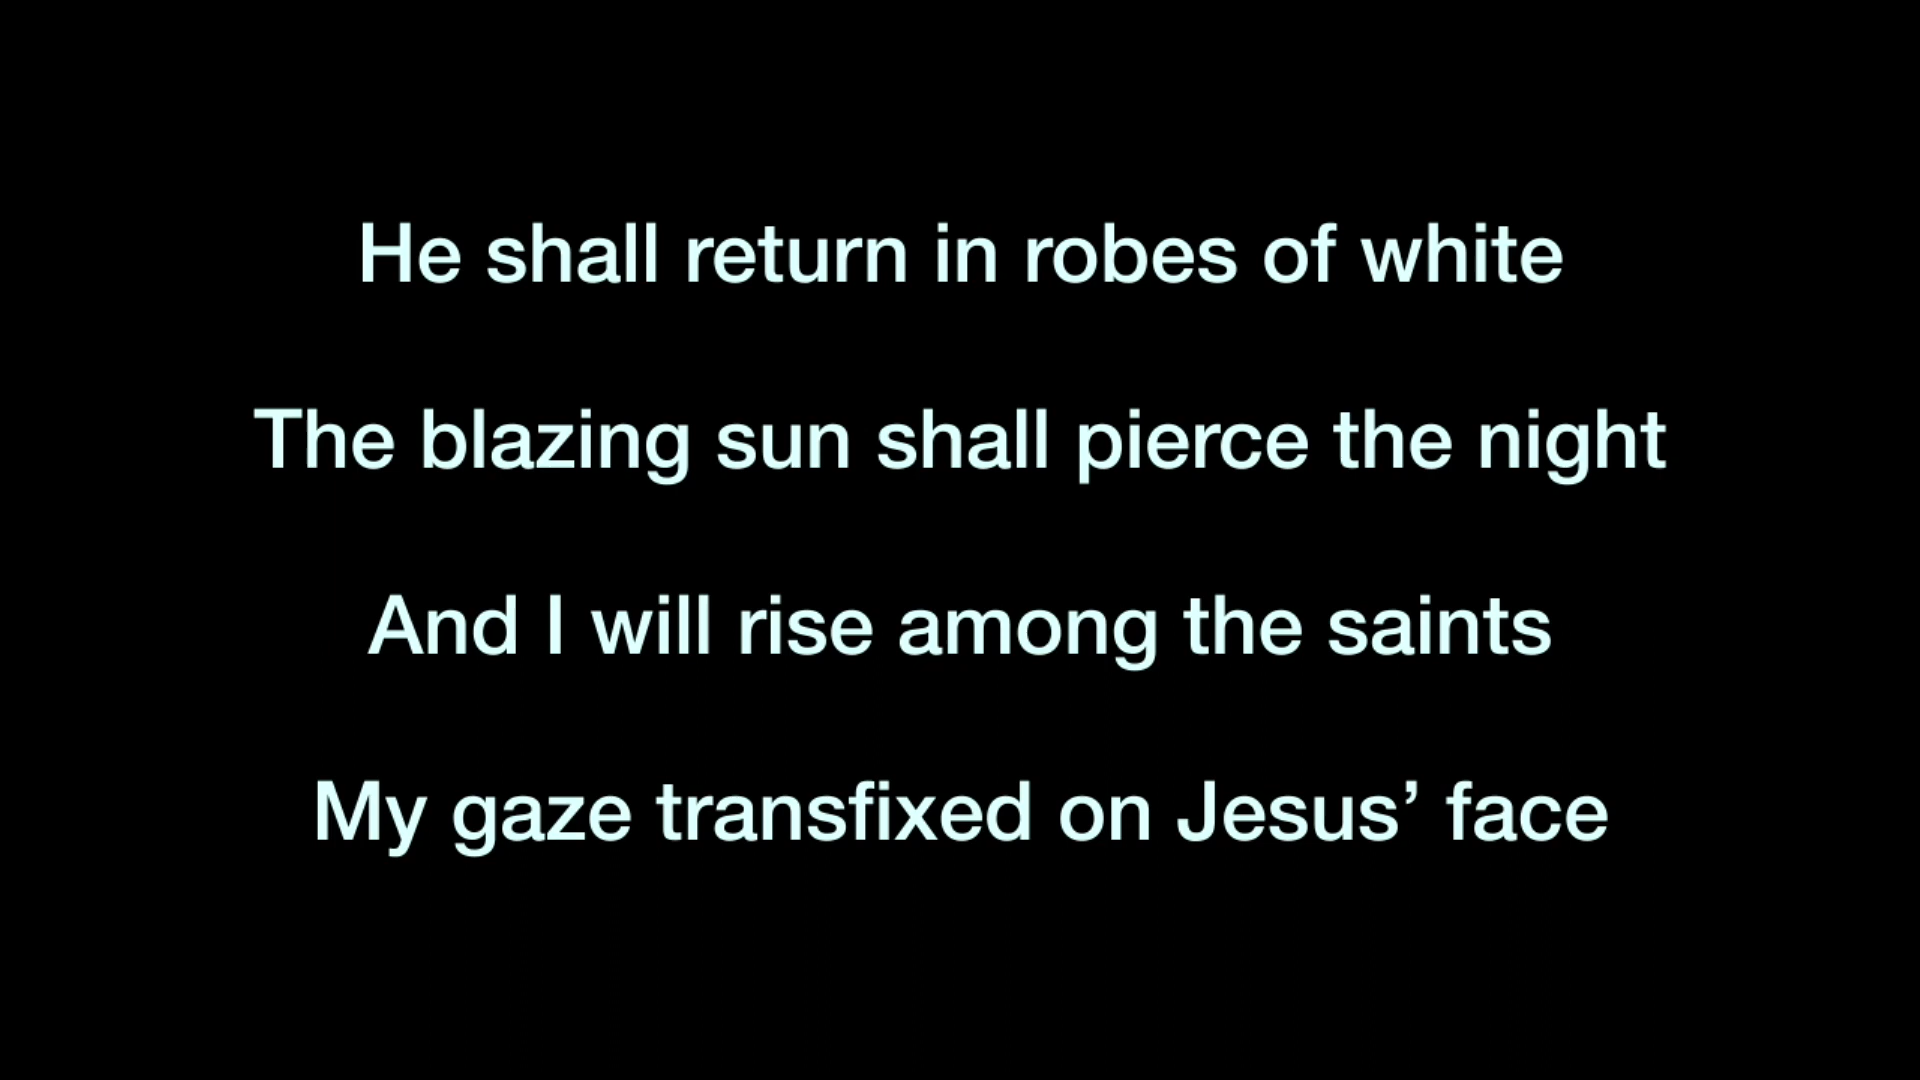 He shall return in robes of white
The blazing sun shall pierce the night
And I will rise among the saints
My gaze transfixed on Jesus’ face